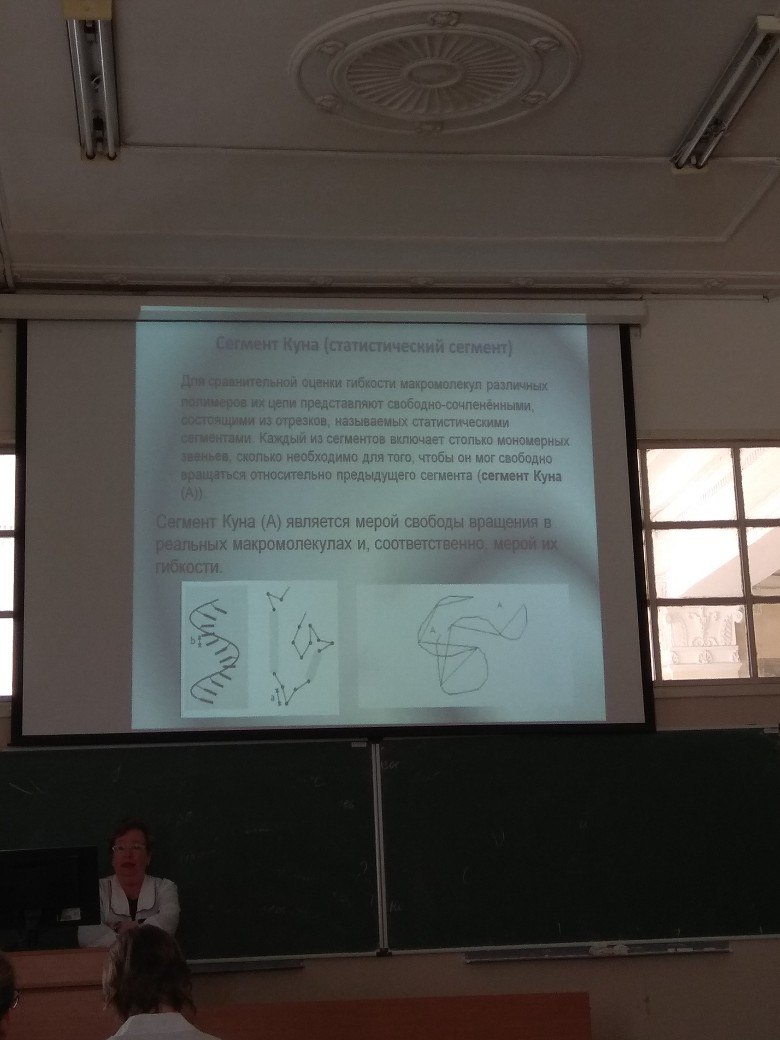 Сегмент Куна (статистический сегмент)
Для сравнительной оценки гибкости макромолекул различных
полимеров их цепи представляют свободно-сочленёнными,
состоящими из отрезков, называемых статистическими
сегментами. Каждый из сегментов включает столько мономерных
звеньев, сколько необходимо для того, чтобы он мог свободно
вращаться относительно предыдущего сегмента (сегмент Куна
(А)).
Сегмент Куна (А) является мерой свободы вращения в
реальных макромолекулах и, соответственно, мерой их
гибкости.
b
A
A